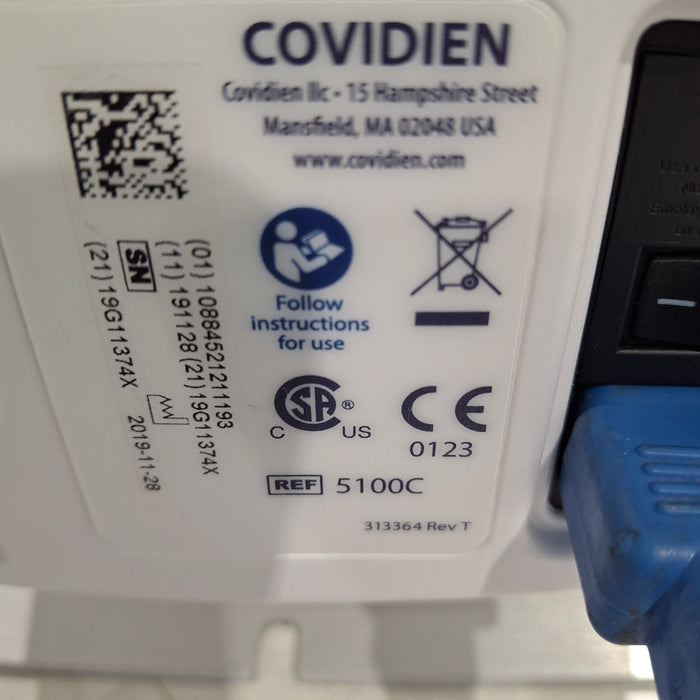 COVIDIEN
Covidien llc - 15 Hampshire Street
Mansfield, MA 02048 USA
www.covidien.com
(01) 10884521211193
(11) 191128 (21) 19G11374X
SN
(21) 19G11374X
2019-11-28
Follow
instructions
for use
CSA ®
C US
CE
0123
REF 5100C
313364 Rev T